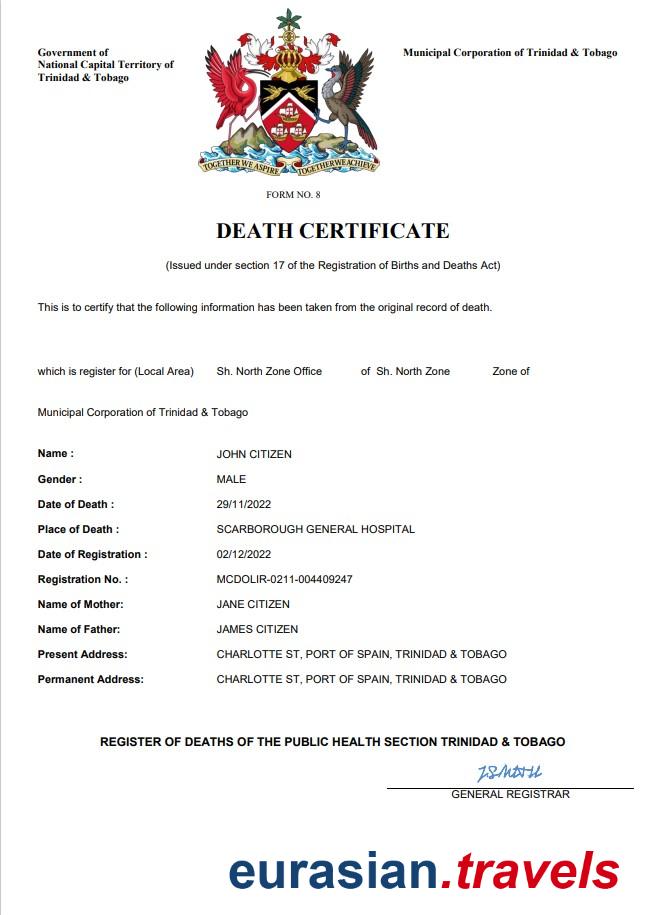 Government of
National Capital Territory of
Trinidad & Tobago
Municipal Corporation of Trinidad & Tobago
TOGETHER WE ASPIRE TOGETHER WE ACHIEVE
FORM NO. 8
DEATH CERTIFICATE
(Issued under section 17 of the Registration of Births and Deaths Act)
This is to certify that the following information has been taken from the original record of death.
which is register for (Local Area) Sh. North Zone Office of Sh. North Zone Zone of
Municipal Corporation of Trinidad & Tobago
Name : JOHN CITIZEN
Gender : MALE
Date of Death : 29/11/2022
Place of Death : SCARBOROUGH GENERAL HOSPITAL
Date of Registration : 02/12/2022
Registration No. : MCDOLIR-0211-004409247
Name of Mother: JANE CITIZEN
Name of Father: JAMES CITIZEN
Present Address: CHARLOTTE ST, PORT OF SPAIN, TRINIDAD & TOBAGO
Permanent Address: CHARLOTTE ST, PORT OF SPAIN, TRINIDAD & TOBAGO
REGISTER OF DEATHS OF THE PUBLIC HEALTH SECTION TRINIDAD & TOBAGO
GENERAL REGISTRAR
eurasian.travels